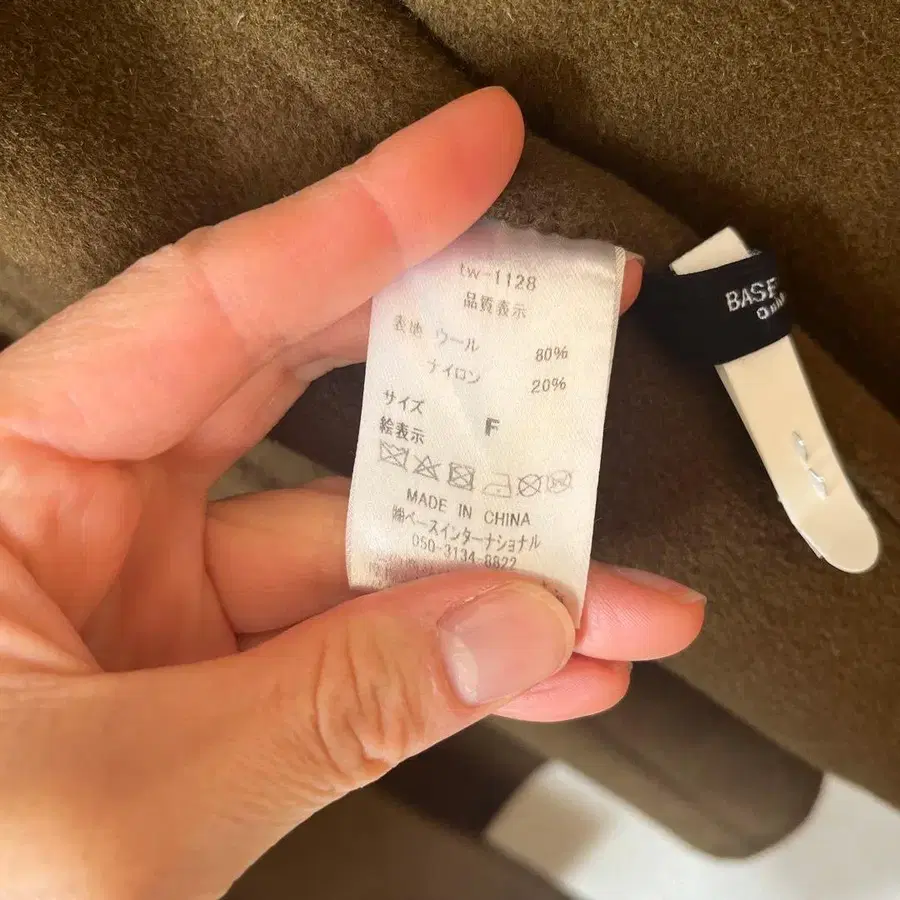 tw-1128
品質表示
表地 ウール 80%
ナイロン 20%
サイズ F
絵表示
MADE IN CHINA
㈱ベースインターナショナル
050-3134-8822
BASE